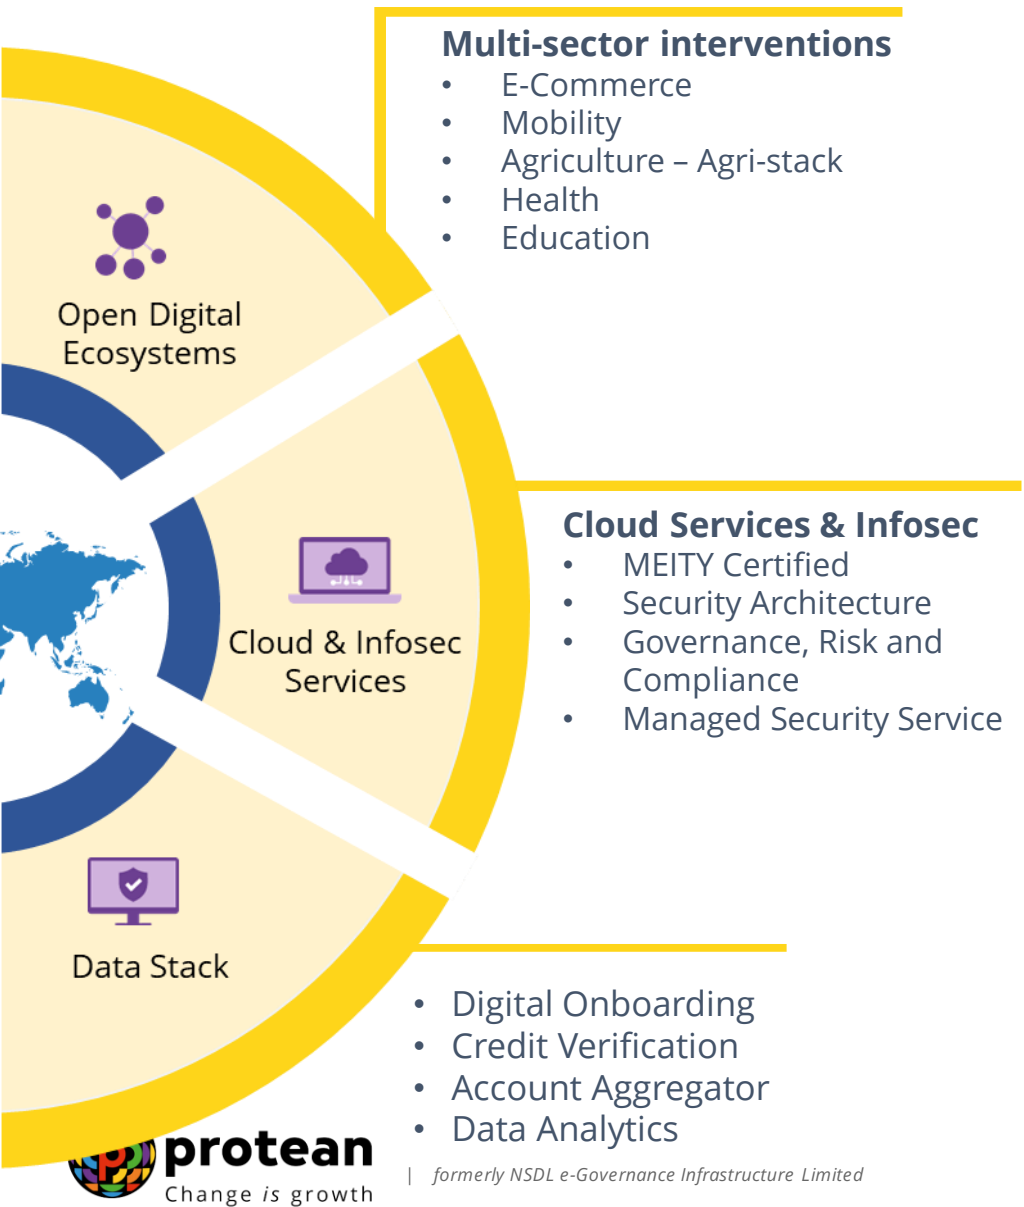 Multi-sector interventions
• E-Commerce
• Mobility
• Agriculture – Agri-stack
• Health
• Education
Open Digital
Ecosystems
Cloud Services & Infosec
• MEITY Certified
• Security Architecture
• Governance, Risk and
Compliance
• Managed Security Service
Cloud & Infosec
Services
Data Stack
• Digital Onboarding
• Credit Verification
• Account Aggregator
• Data Analytics
protean
Change is growth
| formerly NSDL e-Governance Infrastructure Limited